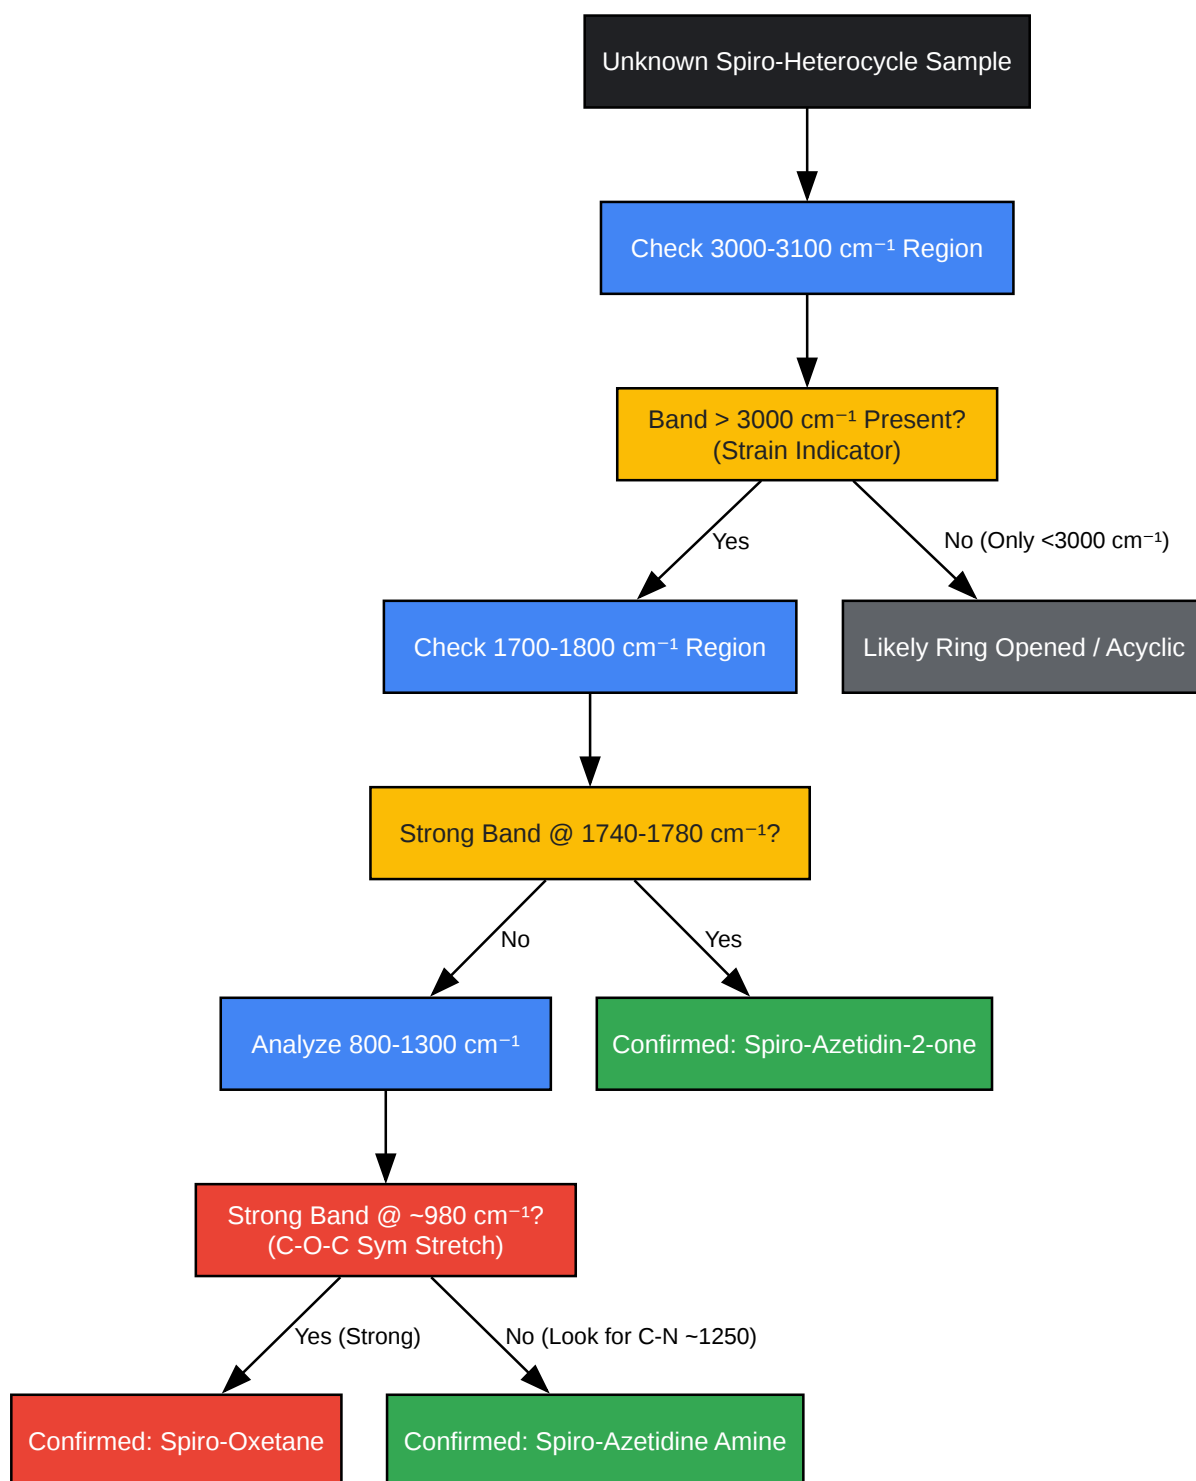 Unknown Spiro-Heterocycle Sample
Check 3000-3100 cm⁻¹ Region
Band > 3000 cm⁻¹ Present?
(Strain Indicator)
Yes
No (Only <3000 cm⁻¹)
Check 1700-1800 cm⁻¹ Region
Likely Ring Opened / Acyclic
Strong Band @ 1740-1780 cm⁻¹?
No
Yes
Analyze 800-1300 cm⁻¹
Confirmed: Spiro-Azetidin-2-one
Strong Band @ ~980 cm⁻¹?
(C-O-C Sym Stretch)
Yes (Strong)
No (Look for C-N ~1250)
Confirmed: Spiro-Oxetane
Confirmed: Spiro-Azetidine Amine